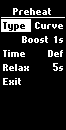 Preheat
Type Curve
Boost 1s
Time Def
Relax 5s
Exit